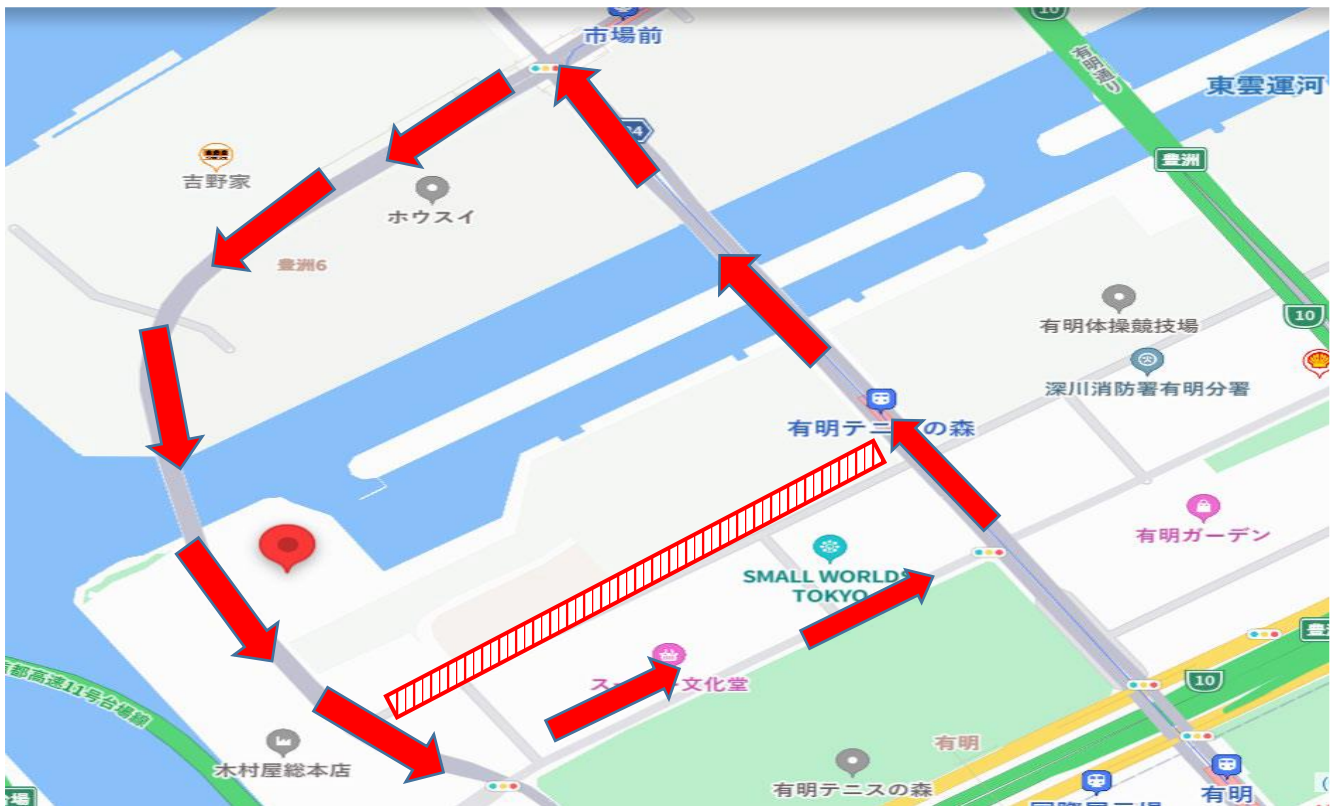 10
市場前
有明通り
東雲運河
豊洲
吉野家
ホウスイ
豊洲6
10
有明体操競技場
深川消防署有明分署
有明テニスの森
有明ガーデン
SMALL WORLDS
TOKYO
文化堂
都高速11号台場線
10
有明
木村屋総本店
有明テニスの森
有明